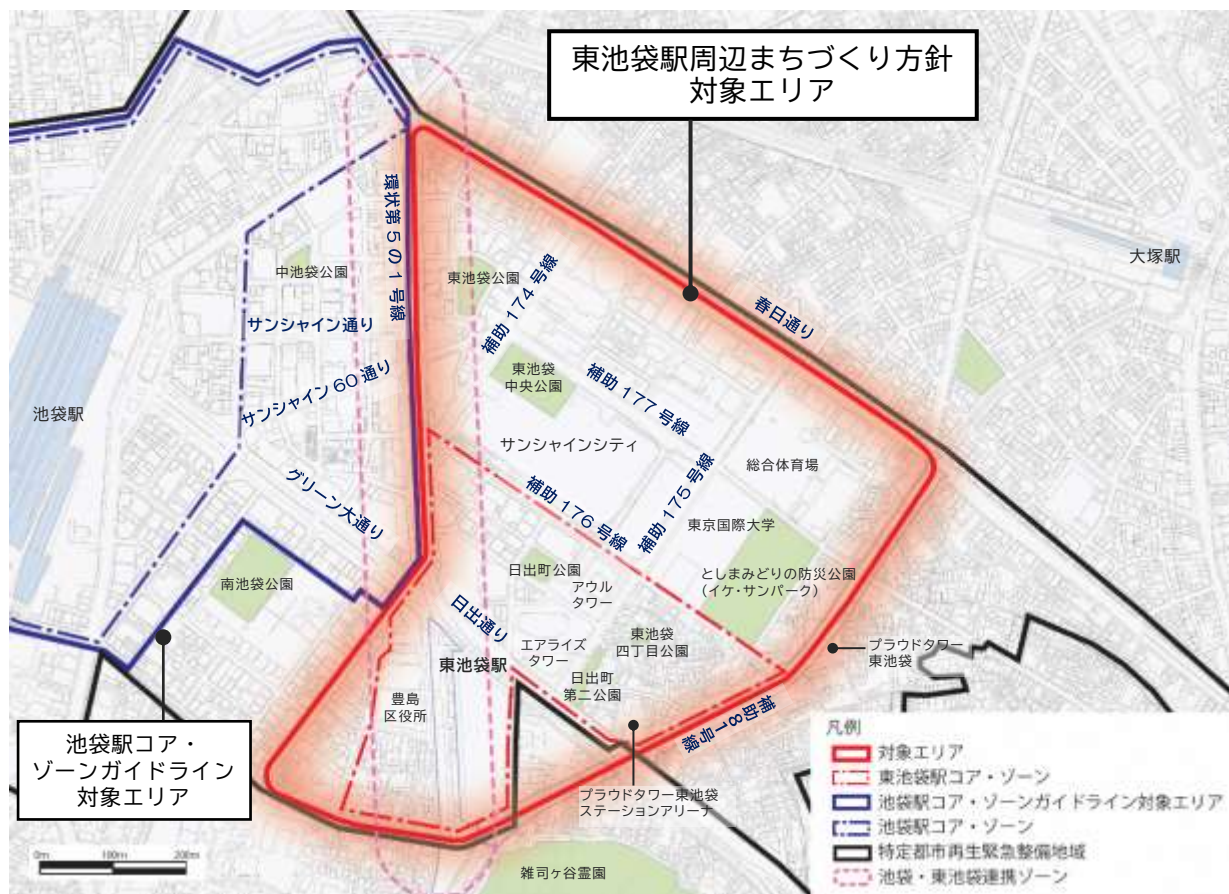 東池袋駅周辺まちづくり方針
対象エリア
環状第5の1号線
大塚駅
中池袋公園
東池袋公園
補助174号線
春日通り
サンシャイン通り
東池袋
中央公園
補助177号線
サンシャイン60通り
池袋駅
サンシャインシティ
総合体育場
補助176号線
補助175号線
グリーン大通り
東京国際大学
南池袋公園
日出町公園
アウル
タワー
としまみどりの防災公園
(イケ・サンパーク)
日出通り
エアライズ
タワー
東池袋
四丁目公園
東池袋駅
日出町
第二公園
プラウドタワー
東池袋
豊島
区役所
補助81号線
池袋駅コア・
ゾーンガイドライン
対象エリア
プラウドタワー東池袋
ステーションアリーナ
雑司ヶ谷霊園
0m 100m 200m
凡例
対象エリア
東池袋駅コア・ゾーン
池袋駅コア・ゾーンガイドライン対象エリア
池袋駅コア・ゾーン
特定都市再生緊急整備地域
池袋・東池袋連携ゾーン